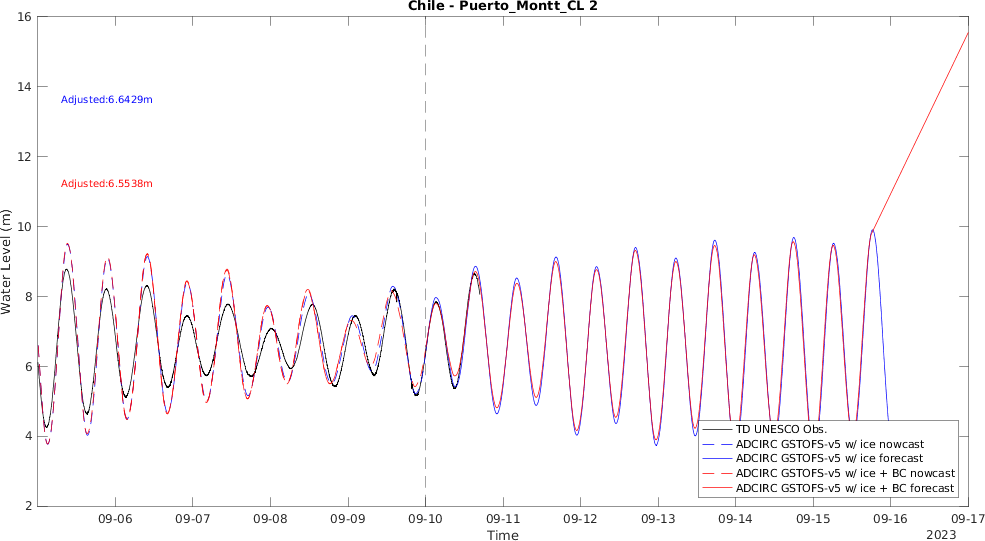 Chile - Puerto_Montt_CL 2
16
14
12
10
8
6
4
2
Water Level (m)
Adjusted:6.6429m
Adjusted:6.5538m
TD UNESCO Obs.
ADCIRC GSTOFS-v5 w/ ice nowcast
ADCIRC GSTOFS-v5 w/ ice forecast
ADCIRC GSTOFS-v5 w/ ice + BC nowcast
ADCIRC GSTOFS-v5 w/ ice + BC forecast
09-06 09-07 09-08 09-09 09-10 09-11 09-12 09-13 09-14 09-15 09-16 09-17
Time
2023